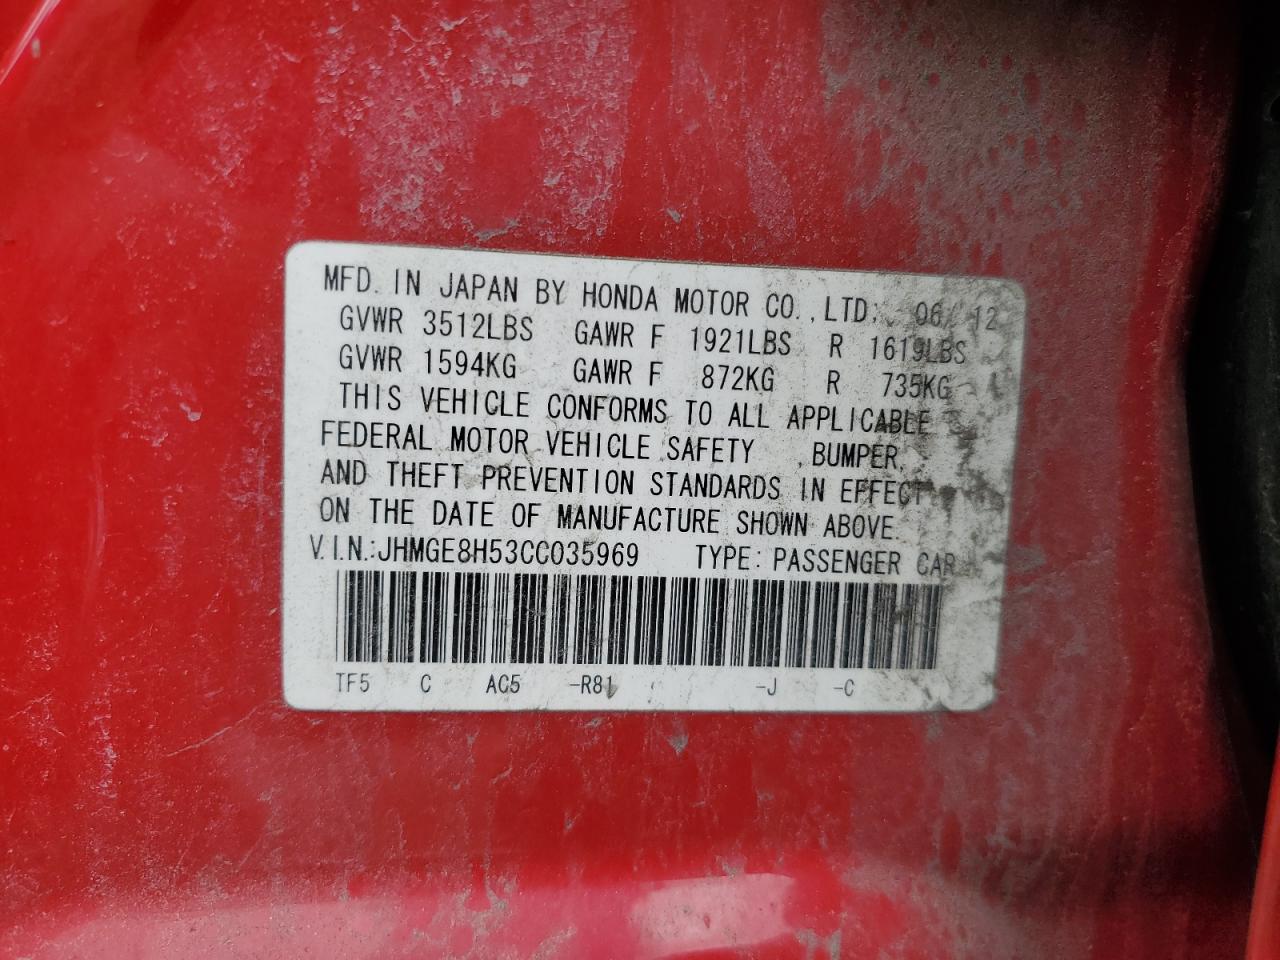 MFD. IN JAPAN BY HONDA MOTOR CO., LTD. 06/12
GVWR 3512LBS GAWR F 1921LBS R 1619LBS
GVWR 1594KG GAWR F 872KG R 735KG
THIS VEHICLE CONFORMS TO ALL APPLICABLE
FEDERAL MOTOR VEHICLE SAFETY , BUMPER,
AND THEFT PREVENTION STANDARDS IN EFFECT
ON THE DATE OF MANUFACTURE SHOWN ABOVE.
V.I.N.:JHMGE8H53CC035969 TYPE: PASSENGER CAR
TF5 C AC5 -R81 -J -C